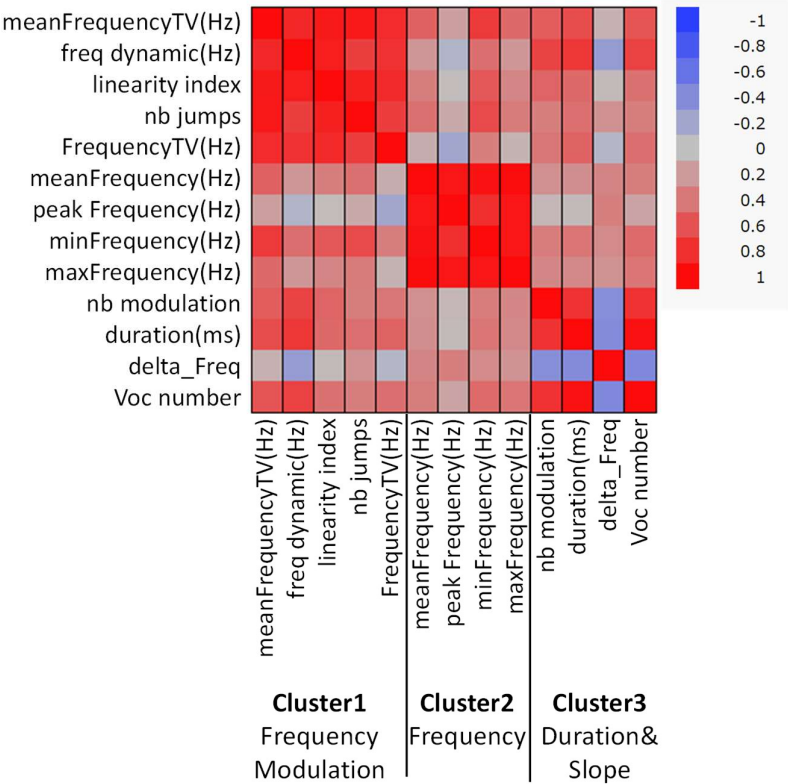 meanFrequencyTV(Hz)
freq dynamic(Hz)
linearity index
nb jumps
FrequencyTV(Hz)
meanFrequency(Hz)
peak Frequency(Hz)
minFrequency(Hz)
maxFrequency(Hz)
nb modulation
duration(ms)
delta_Freq
Voc number
-1
-0.8
-0.6
-0.4
-0.2
0
0.2
0.4
0.6
0.8
1
meanFrequencyTV(Hz)
freq dynamic(Hz)
linearity index
nb jumps
FrequencyTV(Hz)
meanFrequency(Hz)
peak Frequency(Hz)
minFrequency(Hz)
maxFrequency(Hz)
nb modulation
duration(ms)
delta_Freq
Voc number
Cluster1
Frequency
Modulation
Cluster2
Frequency
Cluster3
Duration&
Slope